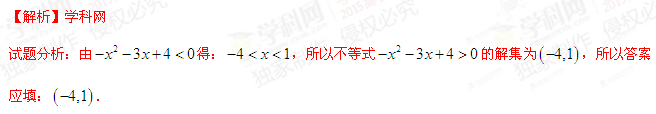 【解析】学科网
试题分析：由-x²-3x+4<0得：-4<x<1，所以不等式-x²-3x+4>0的解集为(-4,1)，所以答案
应填：(-4,1)．